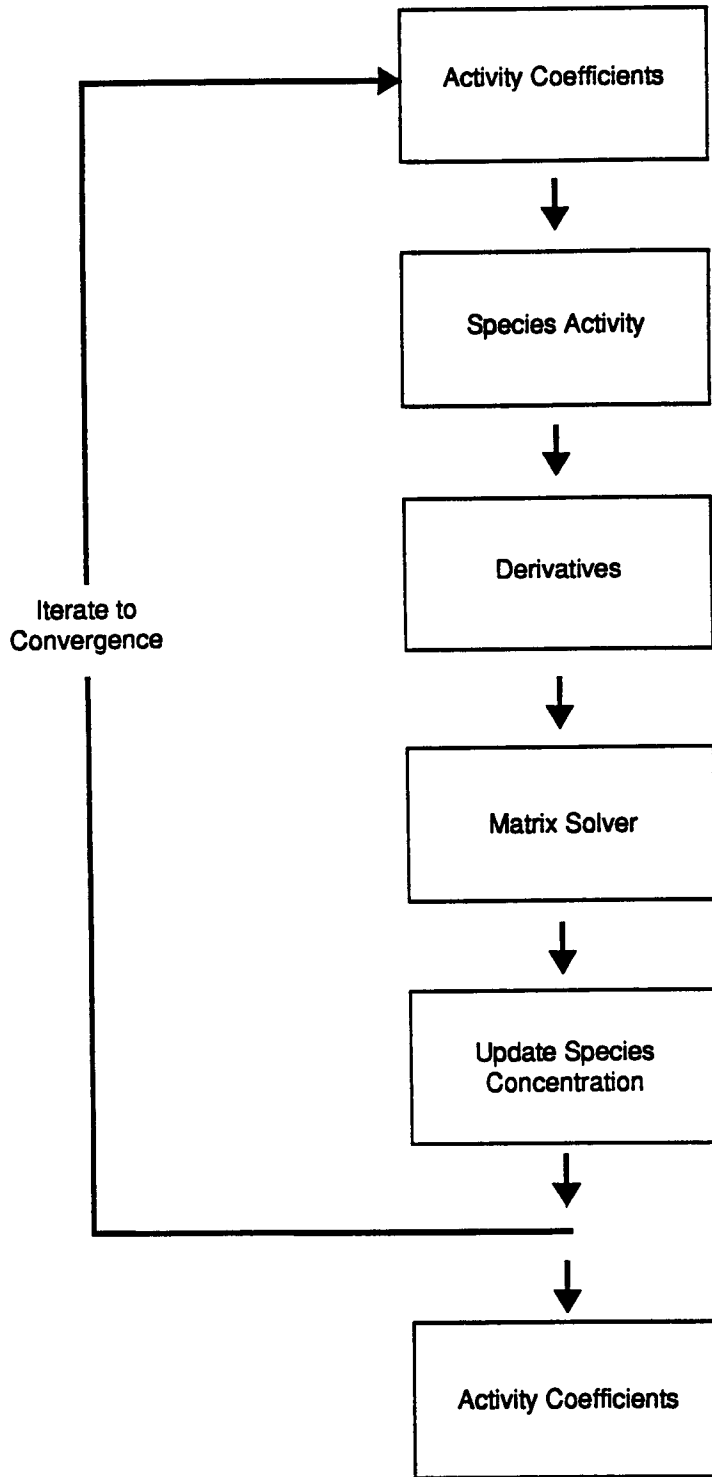 Activity Coefficients
Species Activity
Derivatives
Iterate to
Convergence
Matrix Solver
Update Species
Concentration
Activity Coefficients